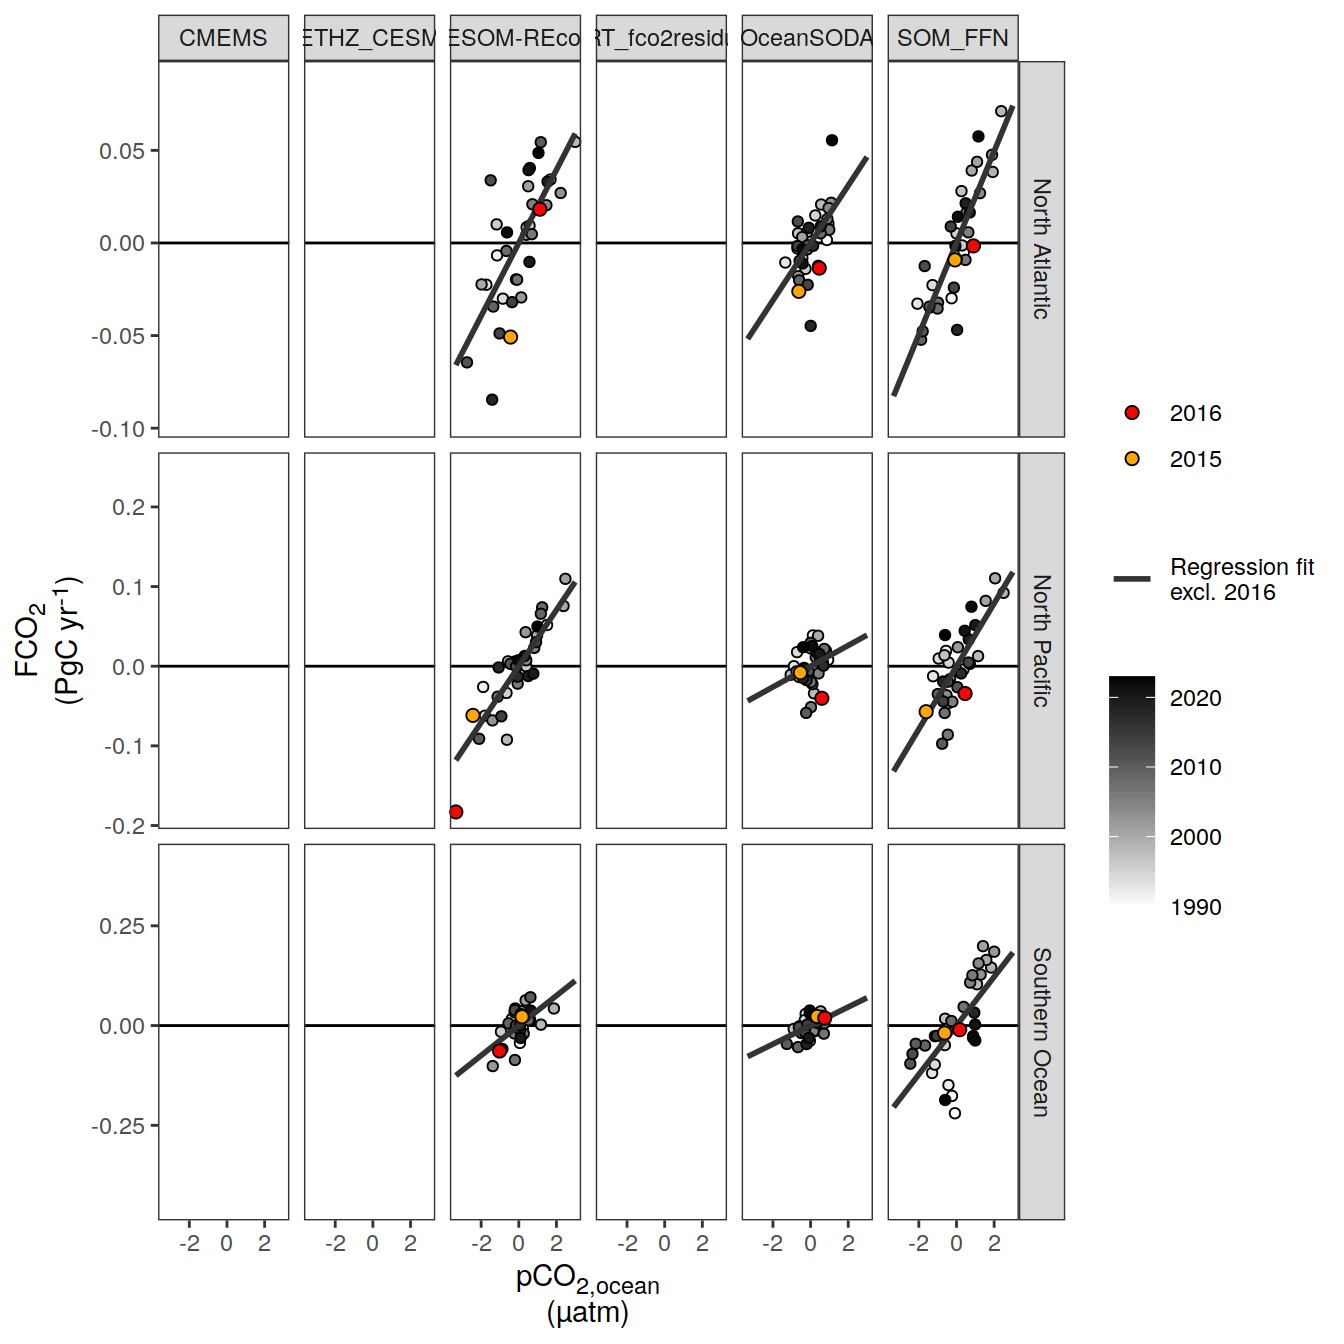 CMEMS
ETHZ_CESM
ESOM-REco
RT_fco2residu
OceanSODA
SOM_FFN
0.05
0.00
-0.05
-0.10
North Atlantic
0.2
0.1
0.0
-0.1
-0.2
North Pacific
0.25
0.00
-0.25
Southern Ocean
FCO2
(PgC yr-1)
-2 0 2
-2 0 2
-2 0 2
-2 0 2
-2 0 2
-2 0 2
pCO2,ocean
(µatm)
2016
2015
Regression fit
excl. 2016
2020
2010
2000
1990